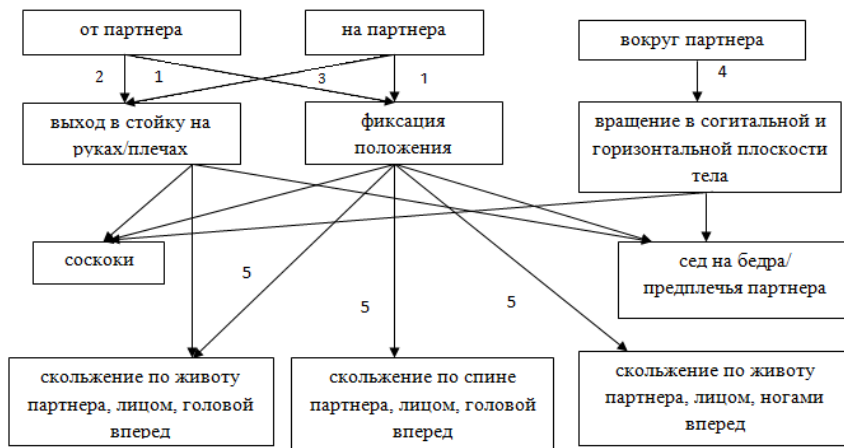 от партнера
на партнера
вокруг партнера
2
1
3
1
4
выход в стойку на
руках/плечах
фиксация
положения
вращение в согитальной и
горизонтальной плоскости
тела
соскоки
сед на бедра/
предплечья партнера
5
5
5
скольжение по животу
партнера, лицом, головой
вперед
скольжение по спине
партнера, лицом, головой
вперед
скольжение по животу
партнера, лицом, ногами
вперед